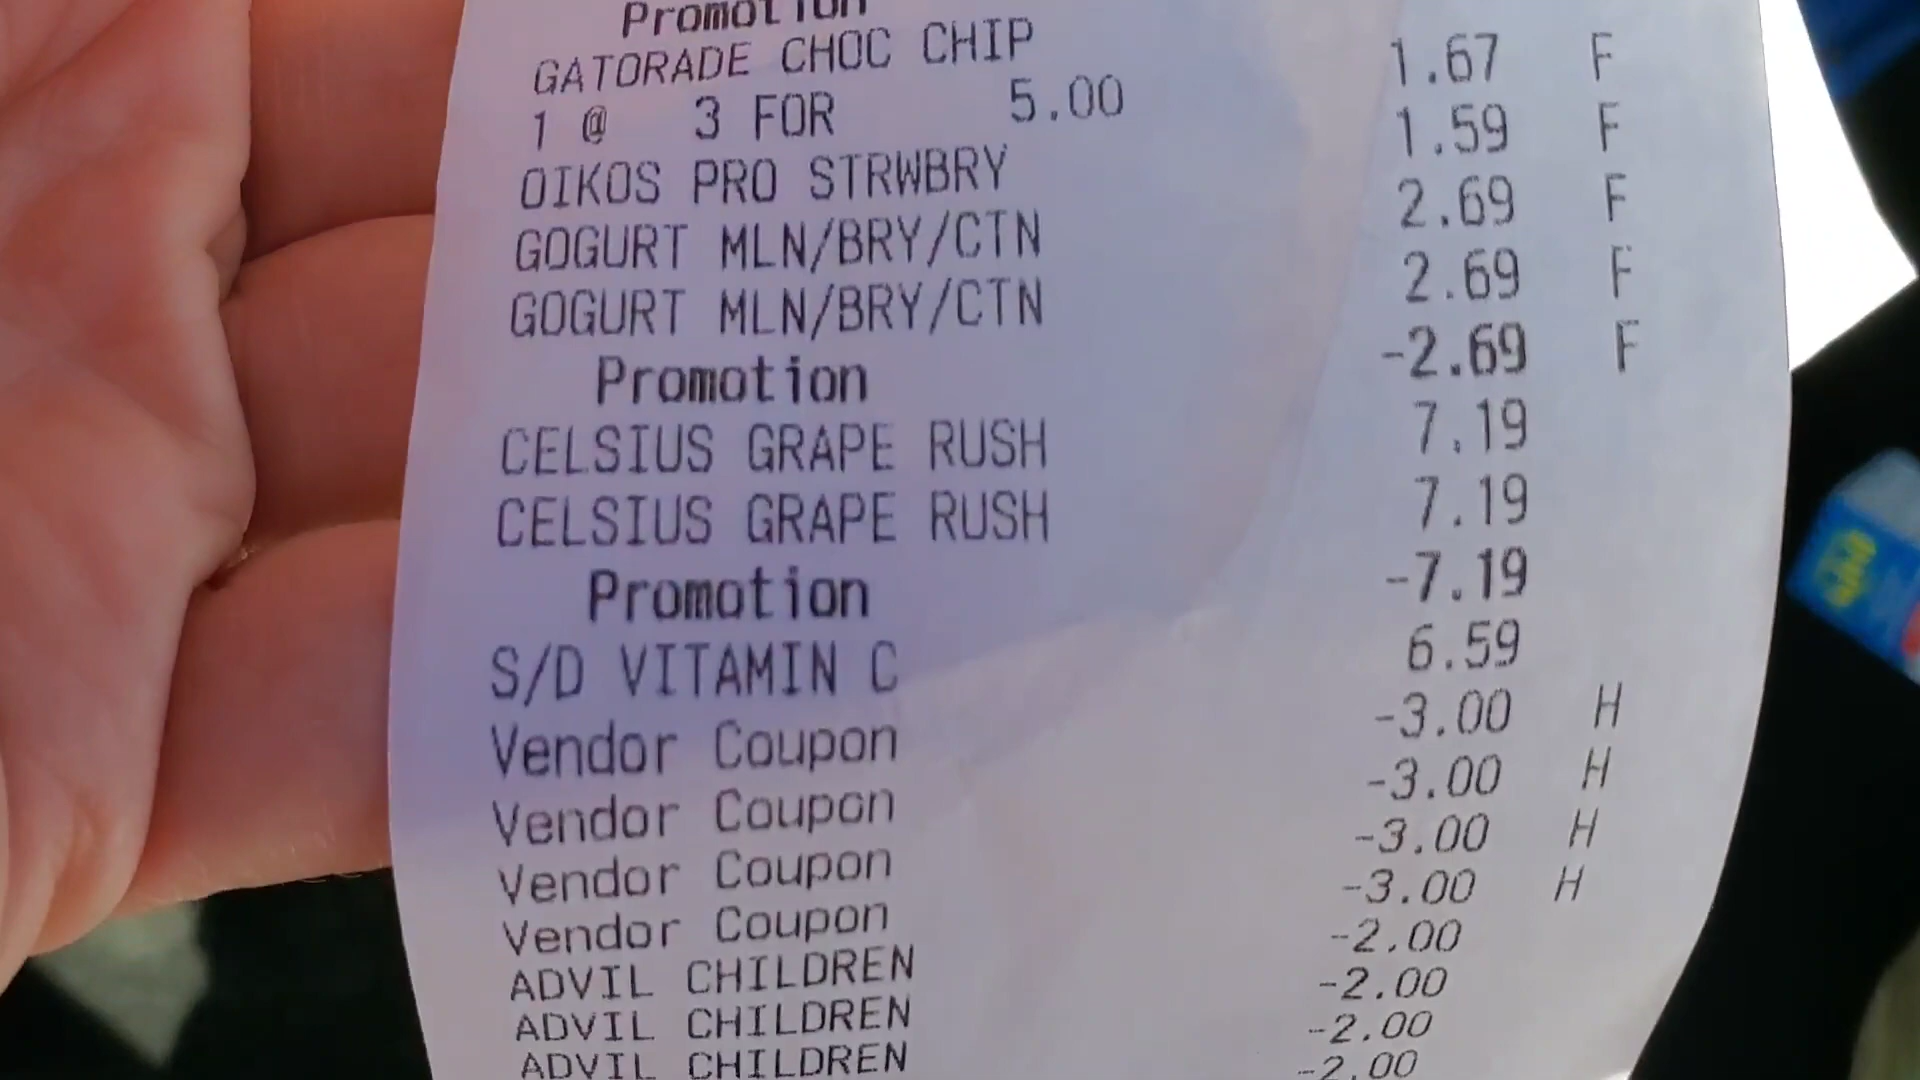 Promotion
GATORADE CHOC CHIP
1 @ 3 FOR 5.00 1.67 F
OIKOS PRO STRWBRY 1.59 F
GOGURT MLN/BRY/CTN 2.69 F
GOGURT MLN/BRY/CTN 2.69 F
Promotion -2.69 F
CELSIUS GRAPE RUSH 7.19
CELSIUS GRAPE RUSH 7.19
Promotion -7.19
S/D VITAMIN C 6.59
Vendor Coupon -3.00 H
Vendor Coupon -3.00 H
Vendor Coupon -3.00 H
Vendor Coupon -3.00 H
ADVIL CHILDREN -2.00
ADVIL CHILDREN -2.00
ADVIL CHILDREN -2.00
-2.00